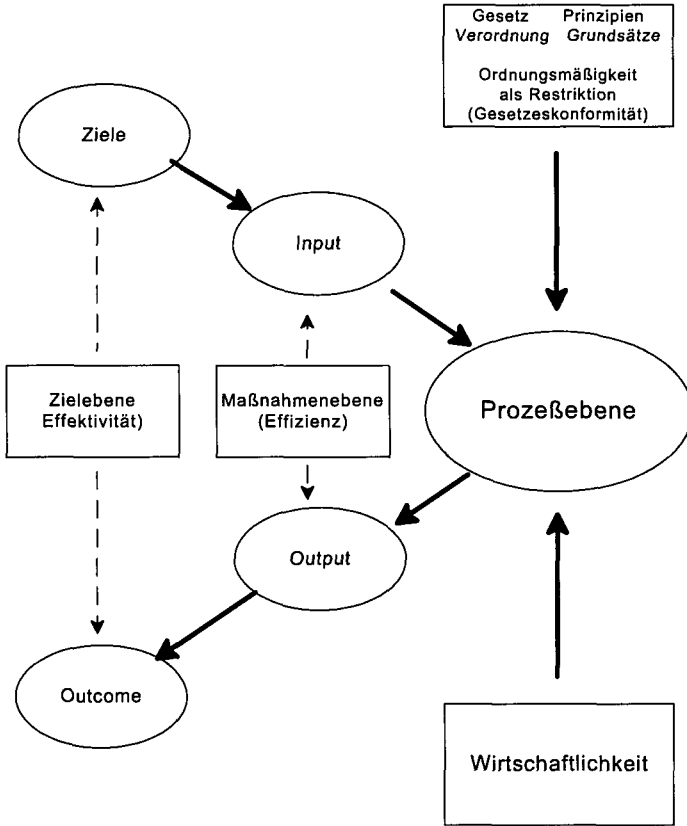 Gesetz Prinzipien
Verordnung Grundsätze
Ordnungsmäßigkeit
als Restriktion
(Gesetzeskonformität)
Ziele
Input
Zielebene
Effektivität)
Maßnahmenebene
(Effizienz)
Prozeßebene
Output
Outcome
Wirtschaftlichkeit